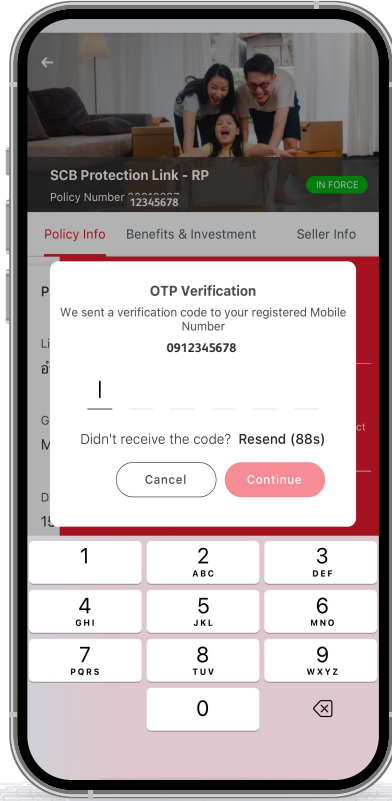 SCB Protection Link - RP
IN FORCE
Policy Number
12345678
Policy Info Benefits & Investment Seller Info
P
OTP Verification
We sent a verification code to your registered Mobile
Number
0912345678
Didn't receive the code? Resend (88s)
Cancel Continue
1 2 3
ABC DEF
4 5 6
GHI JKL MNO
7 8 9
PQRS TUV WXYZ
0